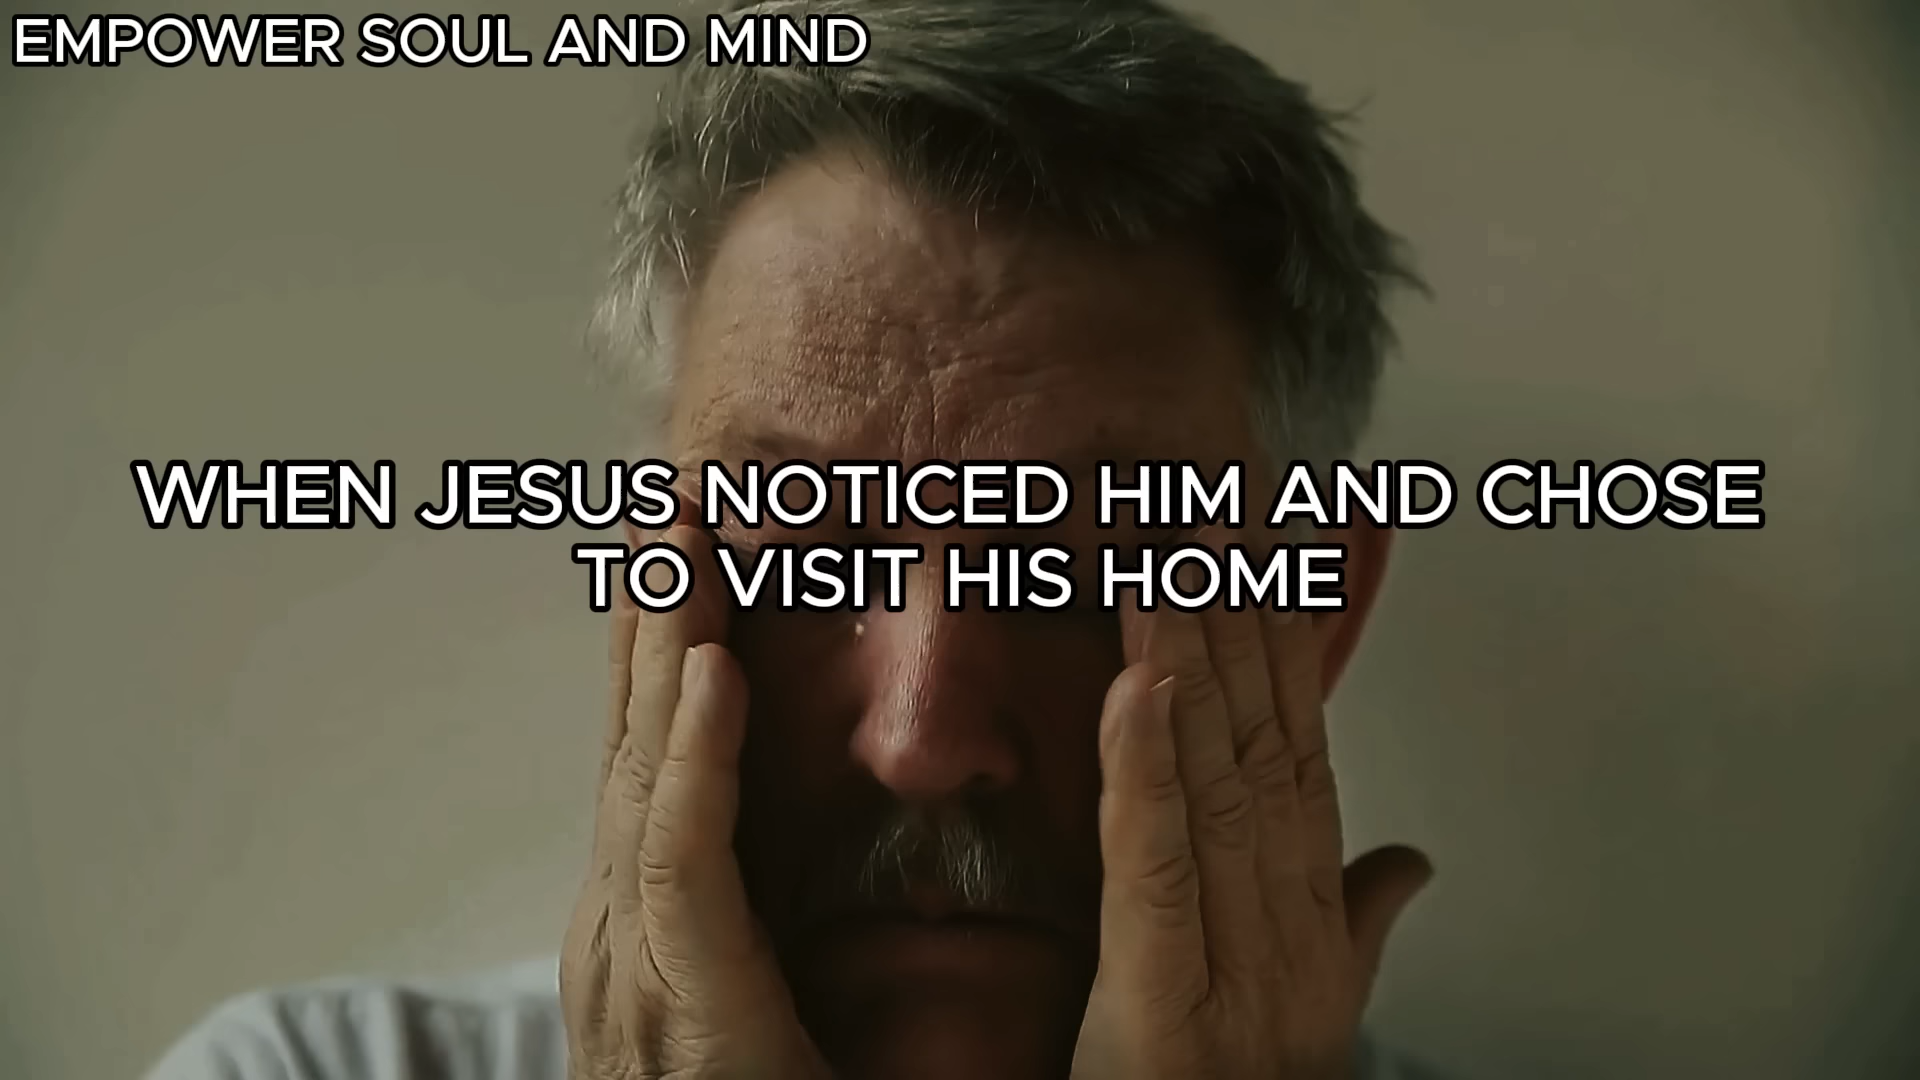 EMPOWER SOUL AND MIND
WHEN JESUS NOTICED HIM AND CHOSE
TO VISIT HIS HOME